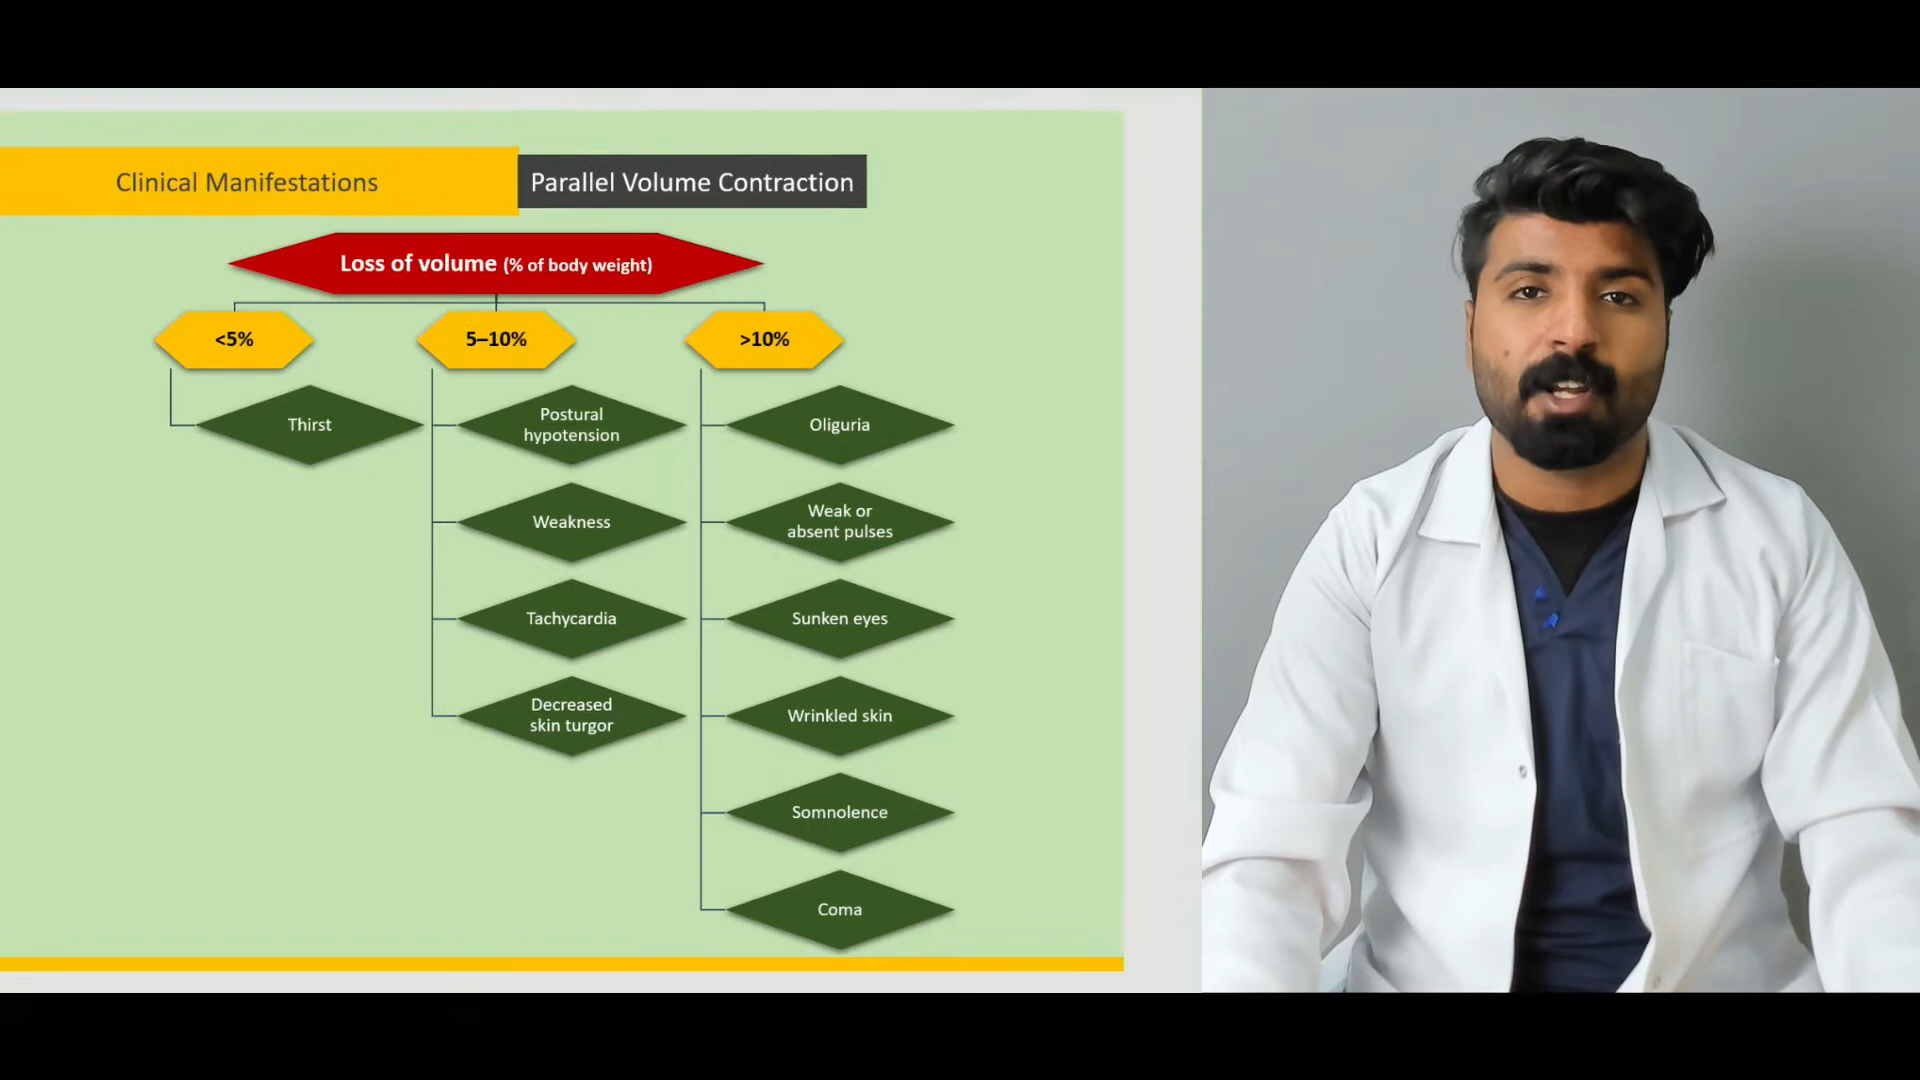 Clinical Manifestations
Parallel Volume Contraction
Loss of volume (% of body weight)
<5%
5–10%
>10%
Thirst
Postural
hypotension
Weakness
Tachycardia
Decreased
skin turgor
Oliguria
Weak or
absent pulses
Sunken eyes
Wrinkled skin
Somnolence
Coma